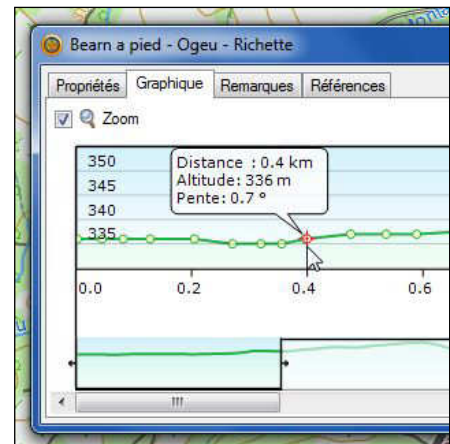 Bearn a pied - Ogeu - Richette
Propriétés Graphique Remarques Références
Zoom
350
345
340
335
Distance : 0.4 km
Altitude: 336 m
Pente: 0.7 °
0.0 0.2 0.4 0.6